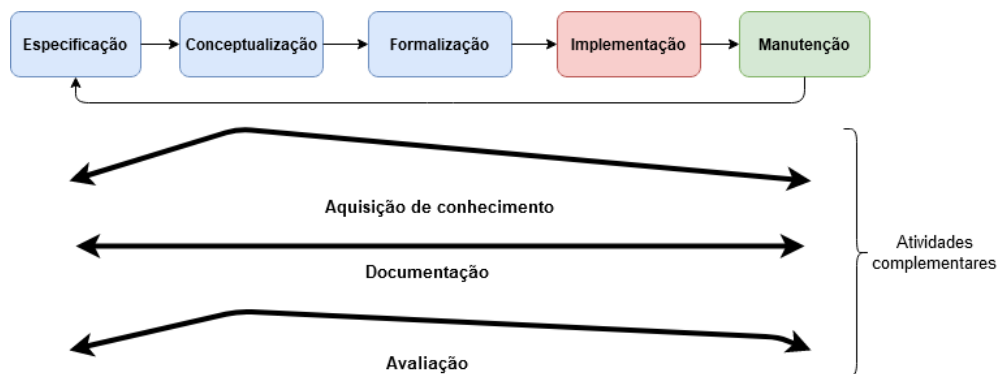 Especificação
Conceptualização
Formalização
Implementação
Manutenção
Aquisição de conhecimento
Documentação
Atividades
complementares
Avaliação